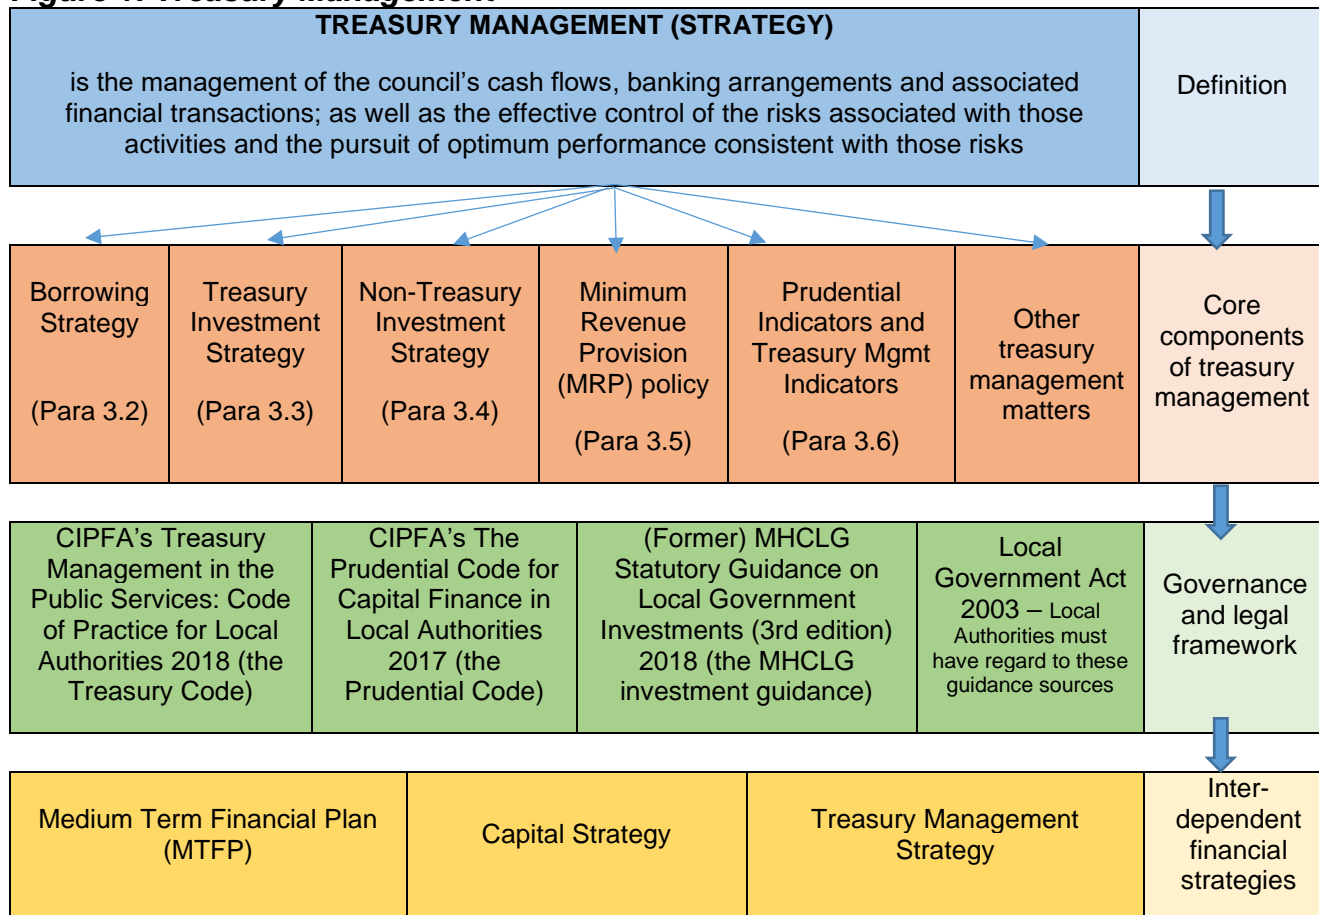 Figure 1: Treasury Management
TREASURY MANAGEMENT (STRATEGY)
is the management of the council's cash flows, banking arrangements and associated
financial transactions; as well as the effective control of the risks associated with those
activities and the pursuit of optimum performance consistent with those risks
Definition
Borrowing
Strategy
(Para 3.2)
Treasury
Investment
Strategy
(Para 3.3)
Non-Treasury
Investment
Strategy
(Para 3.4)
Minimum
Revenue
Provision
(MRP) policy
(Para 3.5)
Prudential
Indicators and
Treasury Mgmt
Indicators
(Para 3.6)
Other
treasury
management
matters
Core
components
of treasury
management
CIPFA's Treasury
Management in the
Public Services: Code
of Practice for Local
Authorities 2018 (the
Treasury Code)
CIPFA's The
Prudential Code for
Capital Finance in
Local Authorities
2017 (the
Prudential Code)
(Former) MHCLG
Statutory Guidance on
Local Government
Investments (3rd edition)
2018 (the MHCLG
investment guidance)
Local
Government Act
2003 – Local
Authorities must
have regard to these
guidance sources
Governance
and legal
framework
Medium Term Financial Plan
(MTFP)
Capital Strategy
Treasury Management
Strategy
Inter-
dependent
financial
strategies